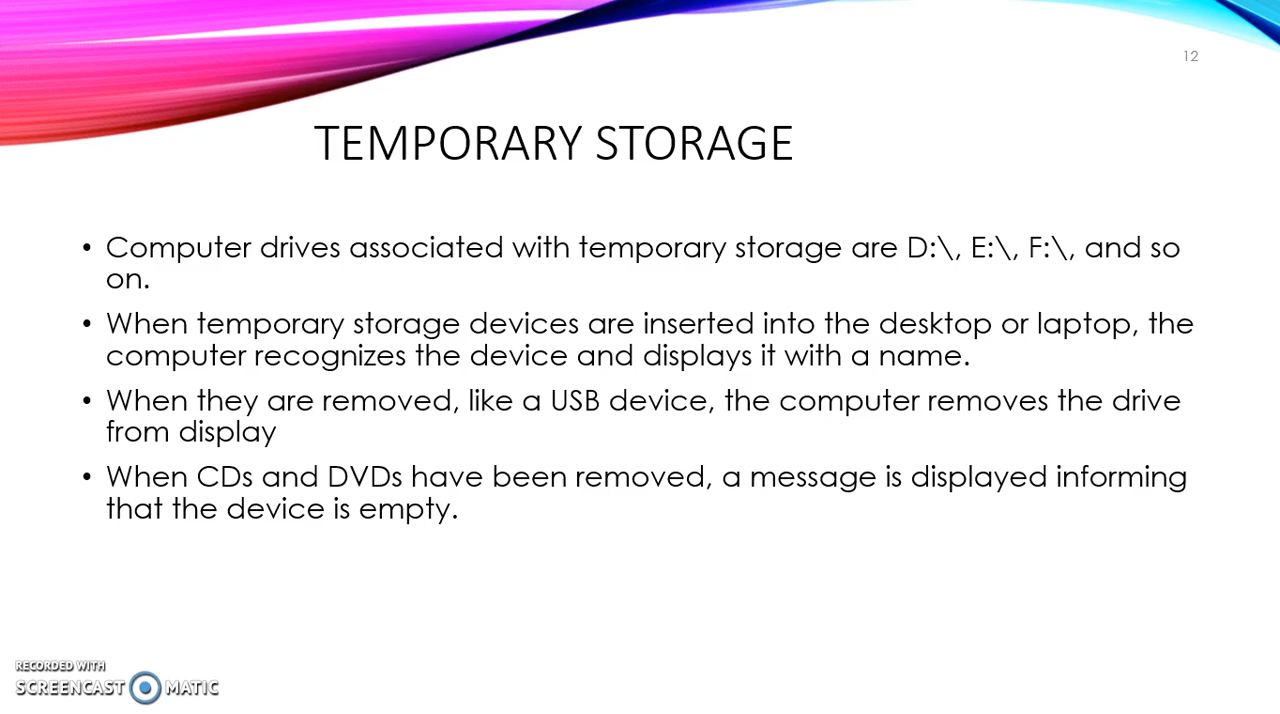 12
TEMPORARY STORAGE
• Computer drives associated with temporary storage are D:\, E:\, F:\, and so
on.
• When temporary storage devices are inserted into the desktop or laptop, the
computer recognizes the device and displays it with a name.
• When they are removed, like a USB device, the computer removes the drive
from display
• When CDs and DVDs have been removed, a message is displayed informing
that the device is empty.
RECORDED WITH
SCREENCAST MATIC